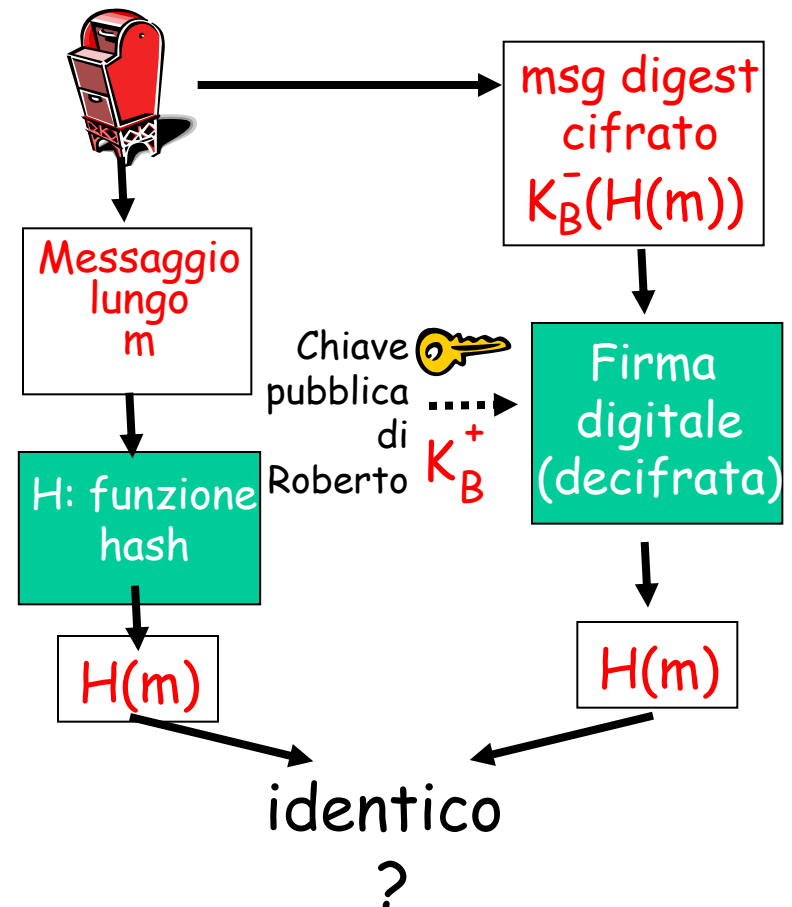 msg digest
cifrato
K_B^-(H(m))
Messaggio
lungo
m
Chiave
pubblica
di
Roberto
K_B^+
Firma
digitale
(decifrata)
H: funzione
hash
H(m)
H(m)
identico
?